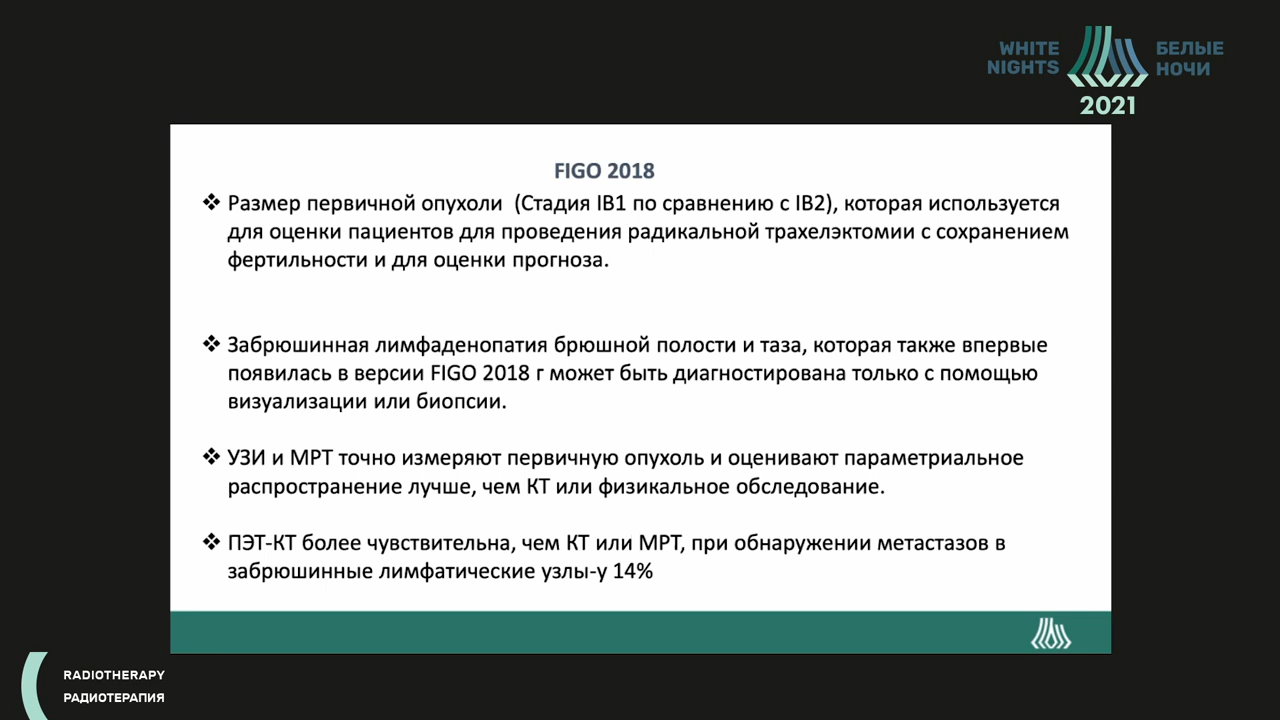 WHITE
NIGHTS
БЕЛЫЕ
НОЧИ
2021
FIGO 2018
❖ Размер первичной опухоли (Стадия IB1 по сравнению с IB2), которая используется
для оценки пациентов для проведения радикальной трахелэктомии с сохранением
фертильности и для оценки прогноза.
❖ Забрюшинная лимфаденопатия брюшной полости и таза, которая также впервые
появилась в версии FIGO 2018 г может быть диагностирована только с помощью
визуализации или биопсии.
❖ УЗИ и МРТ точно измеряют первичную опухоль и оценивают параметриальное
распространение лучше, чем КТ или физикальное обследование.
❖ ПЭТ-КТ более чувствительна, чем КТ или МРТ, при обнаружении метастазов в
забрюшинные лимфатические узлы-у 14%
RADIOTHERAPY
РАДИОТЕРАПИЯ